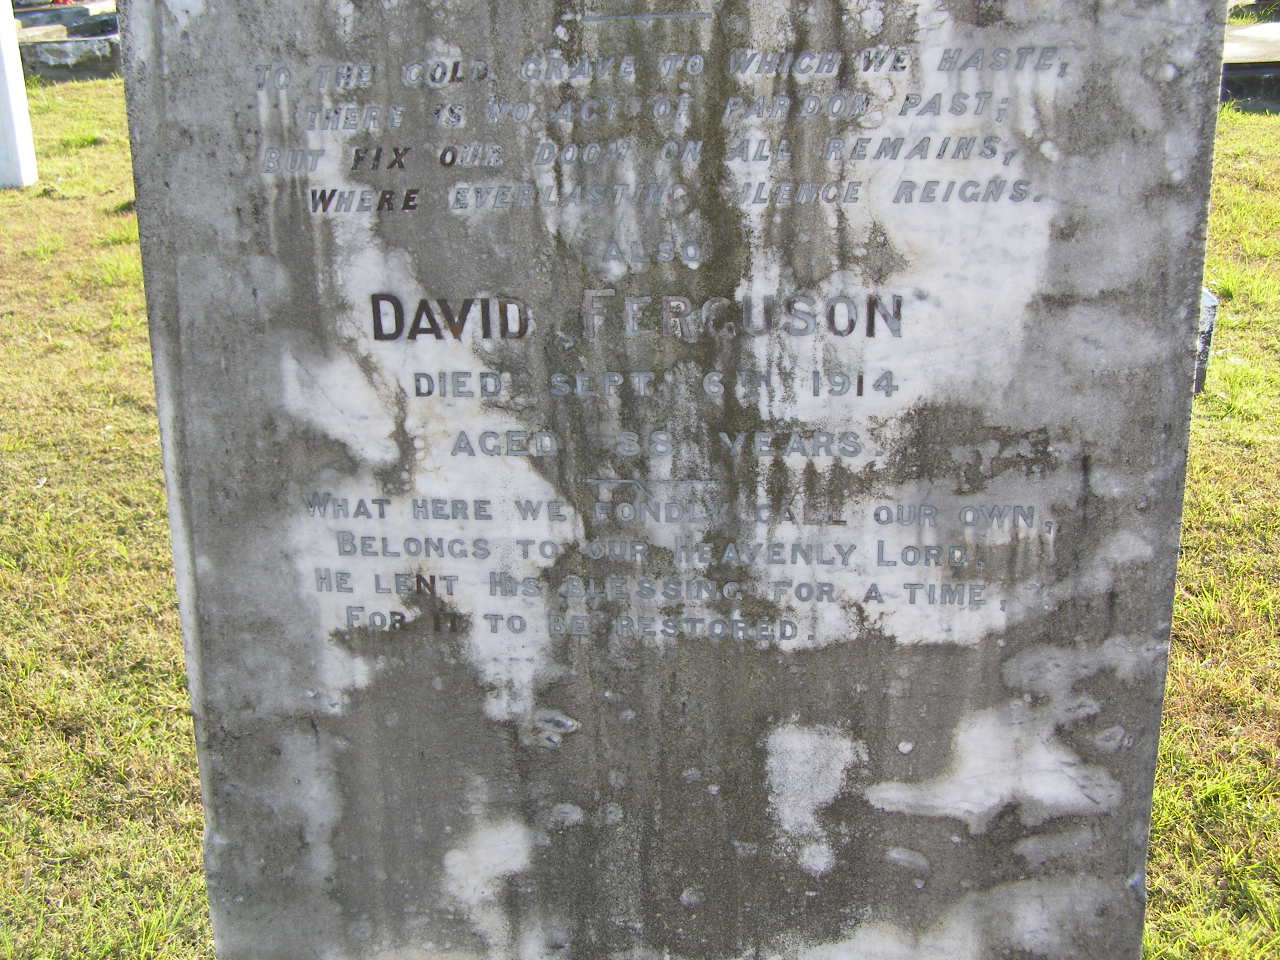 TO THE COLD GRAVE TO WHICH WE HASTE,
THERE IS NO ACT OF PARDON PAST;
BUT FIX OUR DOOM ON ALL REMAINS,
WHERE EVERLASTING SILENCE REIGNS.
ALSO
DAVID FERGUSON
DIED SEPT. 6TH 1914
AGED 88 YEARS.
WHAT HERE WE FONDLY CALL OUR OWN,
BELONGS TO OUR HEAVENLY LORD,
HE LENT HIS BLESSING FOR A TIME,
FOR IT TO BE RESTORED.